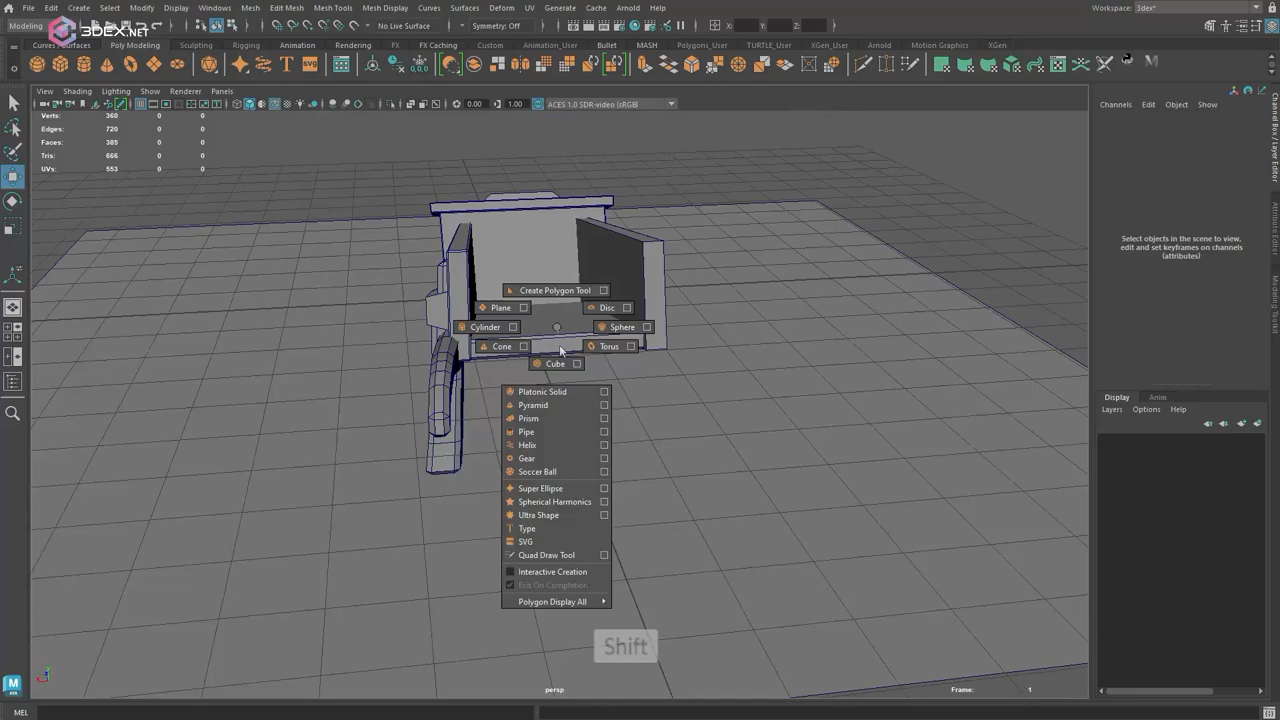 File Edit Create Select Modify Display Windows Mesh Edit Mesh Mesh Tools Mesh Display Curves Surfaces Deform UV Generate Cache Arnold Help Workspace: 3dex*
Modeling No Live Surface Symmetry: Off X: Y: Z:
3DEX.NET
Curves / Surfaces Poly Modeling Sculpting Rigging Animation Rendering FX FX Caching Custom Animation_User Bullet MASH Polygons_User TURTLE_User XGen_User Arnold Motion Graphics XGen
View Shading Lighting Show Renderer Panels
0.00 1.00 ACES 1.0 SDR-video (sRGB)
Channels Edit Object Show
Verts: 360 0 0
Edges: 720 0 0
Faces: 385 0 0
Tris: 666 0 0
UVs: 553 0 0
Channel Box / Layer Editor
Modeling Toolkit
Attribute Editor
Select objects in the scene to view,
edit and set keyframes on channels
(attributes)
Create Polygon Tool
Plane Disc
Cylinder Sphere
Cone Torus
Cube
Platonic Solid
Pyramid
Prism
Pipe
Helix
Gear
Soccer Ball
Super Ellipse
Spherical Harmonics
Ultra Shape
Type
SVG
Quad Draw Tool
Interactive Creation
Exit On Completion
Polygon Display All
Display Anim
Layers Options Help
Shift
persp
Frame: 1
MEL